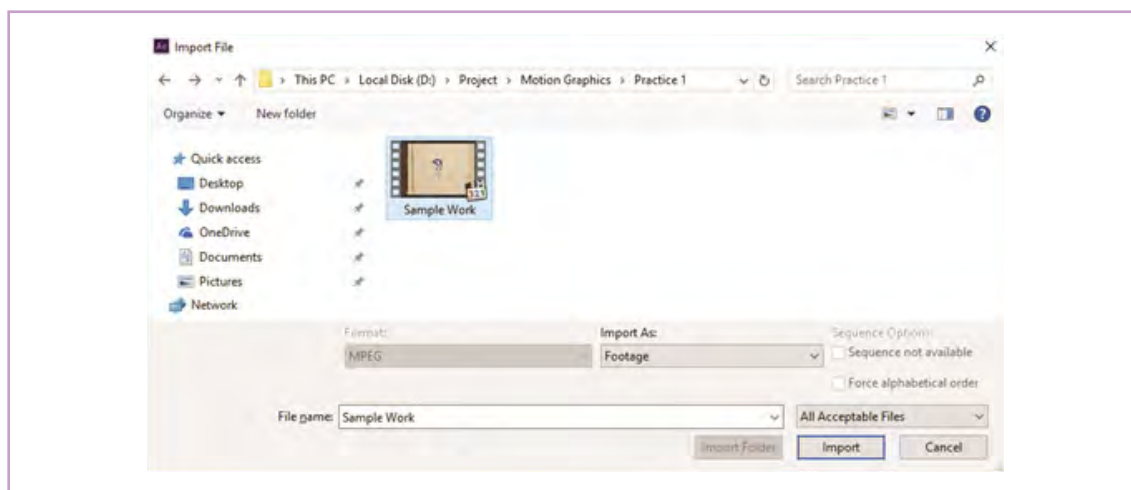 Ae Import File
This PC > Local Disk (D:) > Project > Motion Graphics > Practice 1
Search Practice 1
Organize
New folder
Quick access
Desktop
Downloads
OneDrive
Documents
Pictures
Network
Sample Work
Format:
MPEG
Import As:
Footage
Sequence Options:
Sequence not available
Force alphabetical order
File name: Sample Work
All Acceptable Files
Import Folder
Import
Cancel